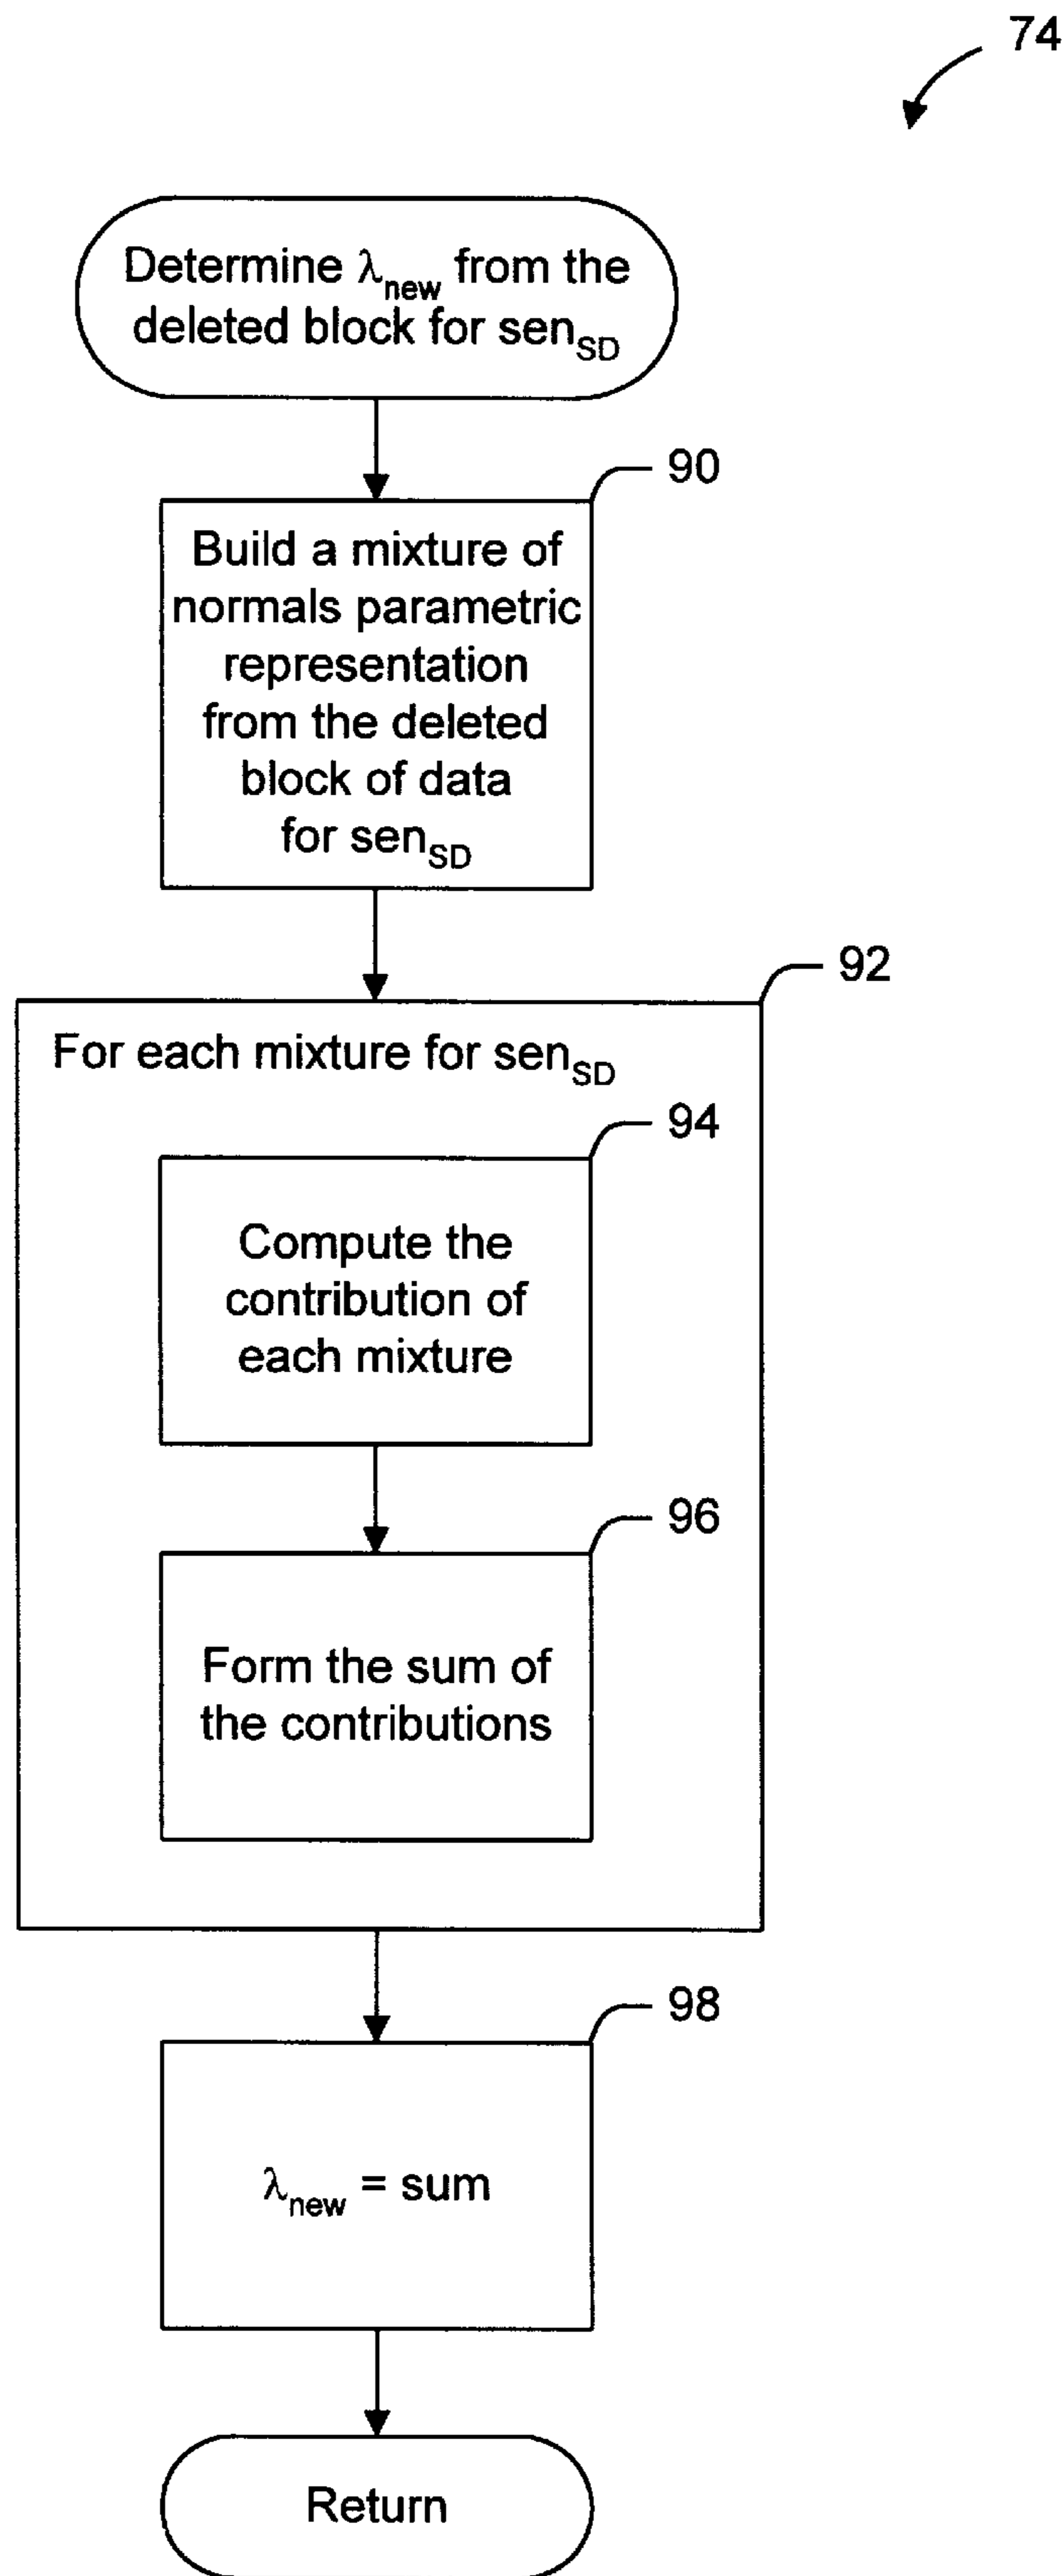 74
Determine λnew from the
deleted block for senSD
90
Build a mixture of
normals parametric
representation
from the deleted
block of data
for senSD
92
For each mixture for senSD
94
Compute the
contribution of
each mixture
96
Form the sum of
the contributions
98
λnew = sum
Return